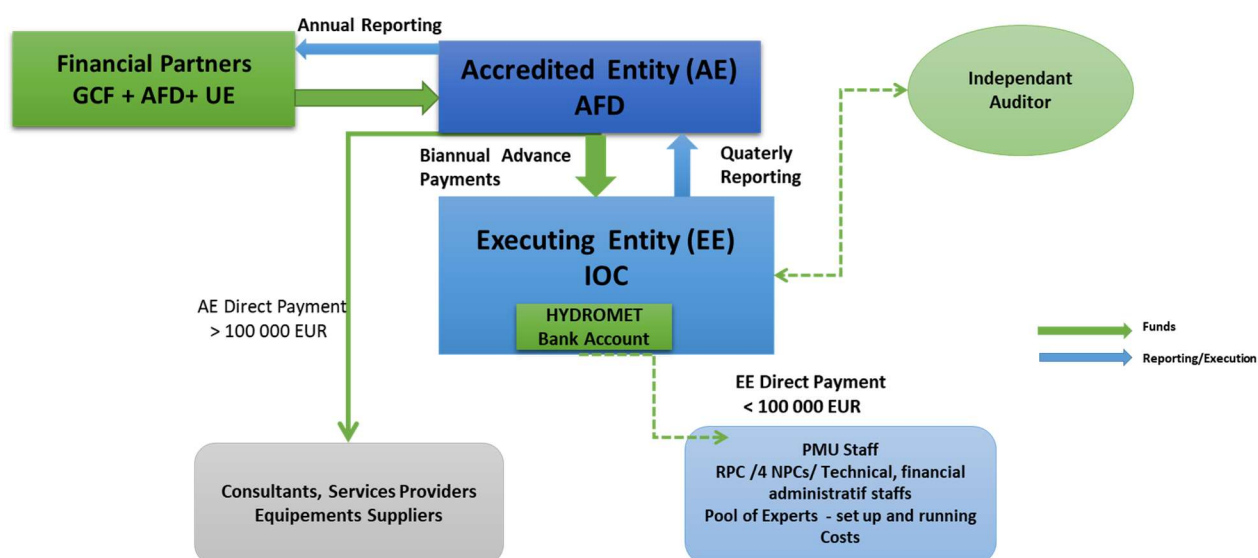 Annual Reporting
Financial Partners
GCF + AFD+ UE
Accredited Entity (AE)
AFD
Independant
Auditor
Biannual Advance
Payments
Quaterly
Reporting
Executing Entity (EE)
IOC
HYDROMET
Bank Account
AE Direct Payment
> 100 000 EUR
Funds
Reporting/Execution
EE Direct Payment
< 100 000 EUR
Consultants, Services Providers
Equipements Suppliers
PMU Staff
RPC /4 NPCs/ Technical, financial
administratif staffs
Pool of Experts - set up and running
Costs